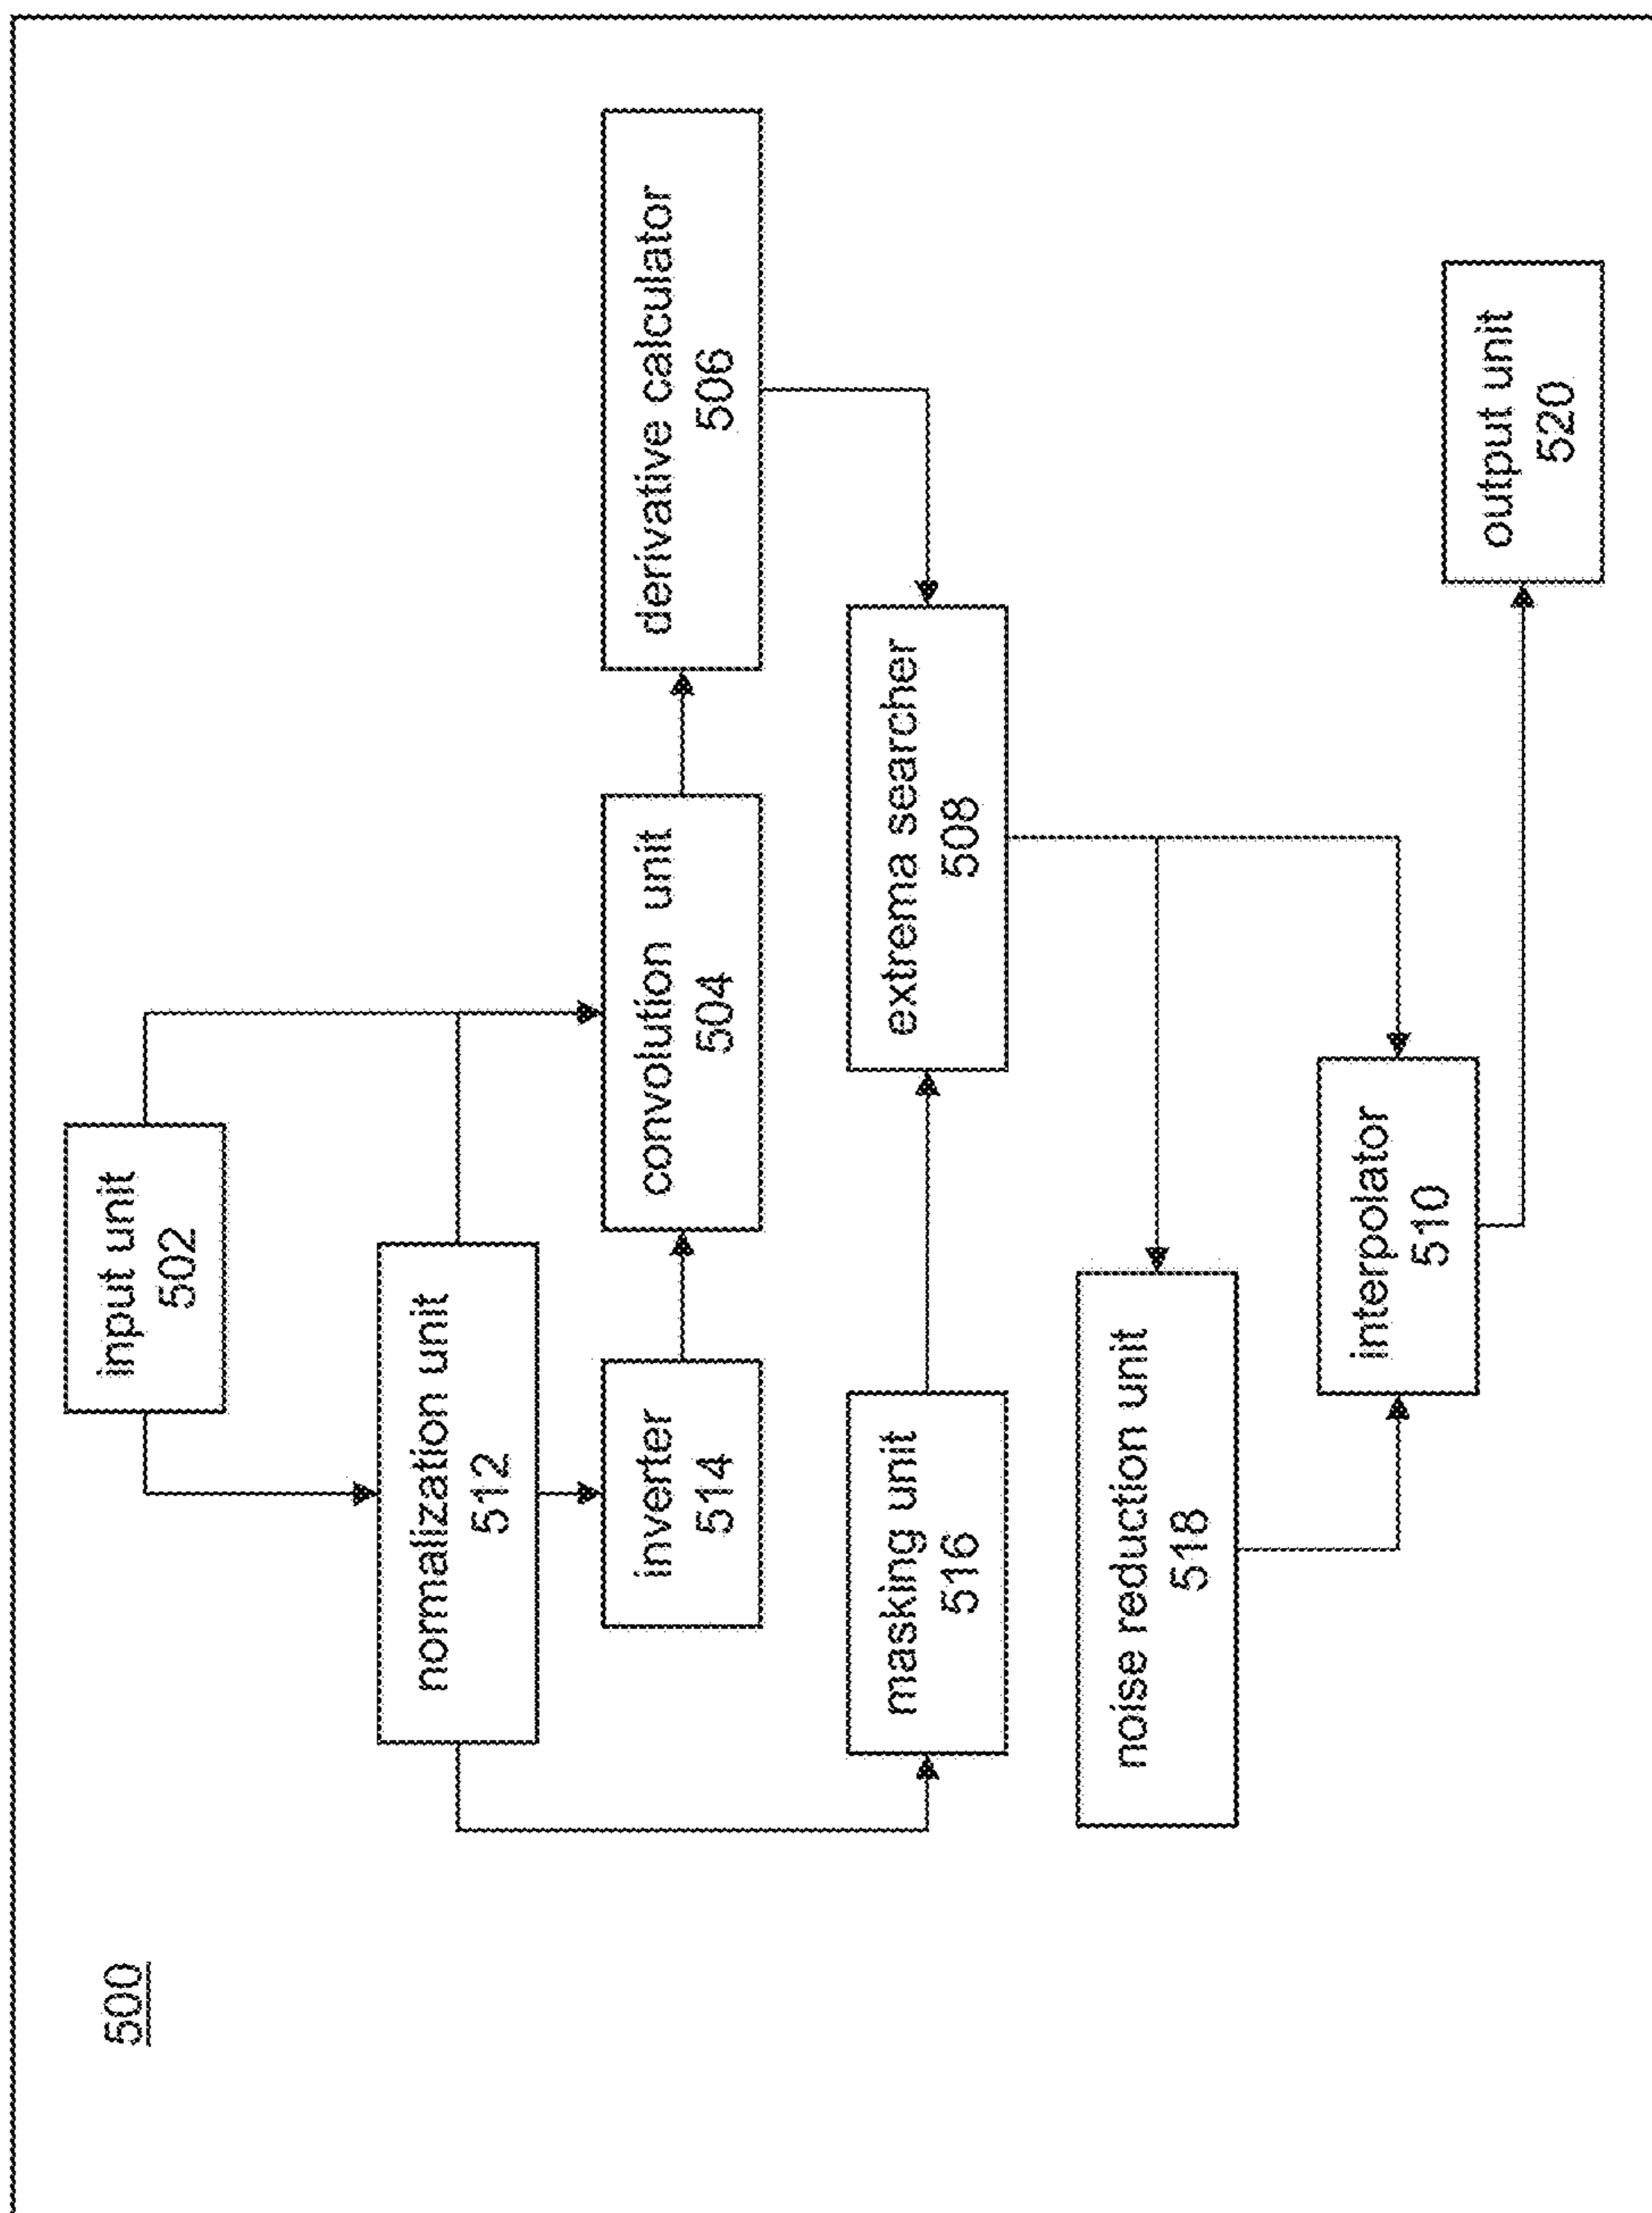 500
input unit
502
normalization unit
512
inverter
514
convolution unit
504
derivative calculator
506
masking unit
516
extrema searcher
508
noise reduction unit
518
interpolator
510
output unit
520